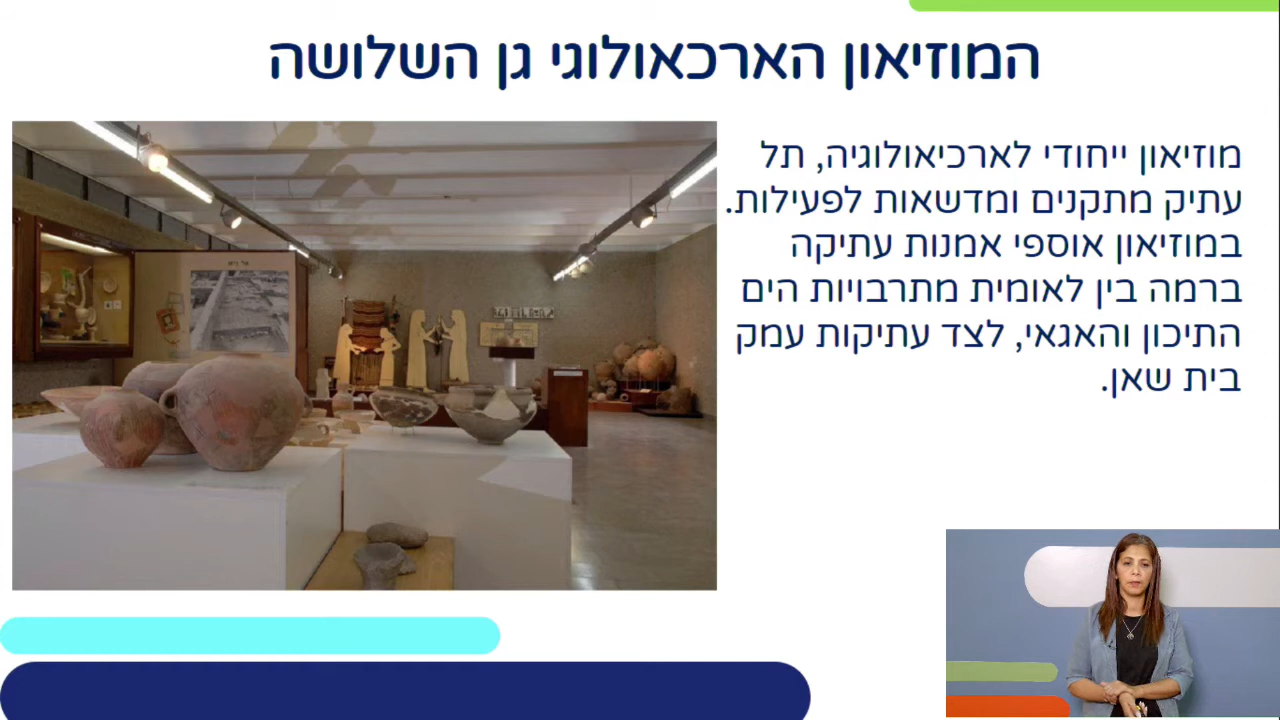 המוזיאון הארכאולוגי גן השלושה
מוזיאון ייחודי לארכיאולוגיה, תל
עתיק מתקנים ומדשאות לפעילות.
במוזיאון אוספי אמנות עתיקה
ברמה בין לאומית מתרבויות הים
התיכון והאגאי, לצד עתיקות עמק
בית שאן.